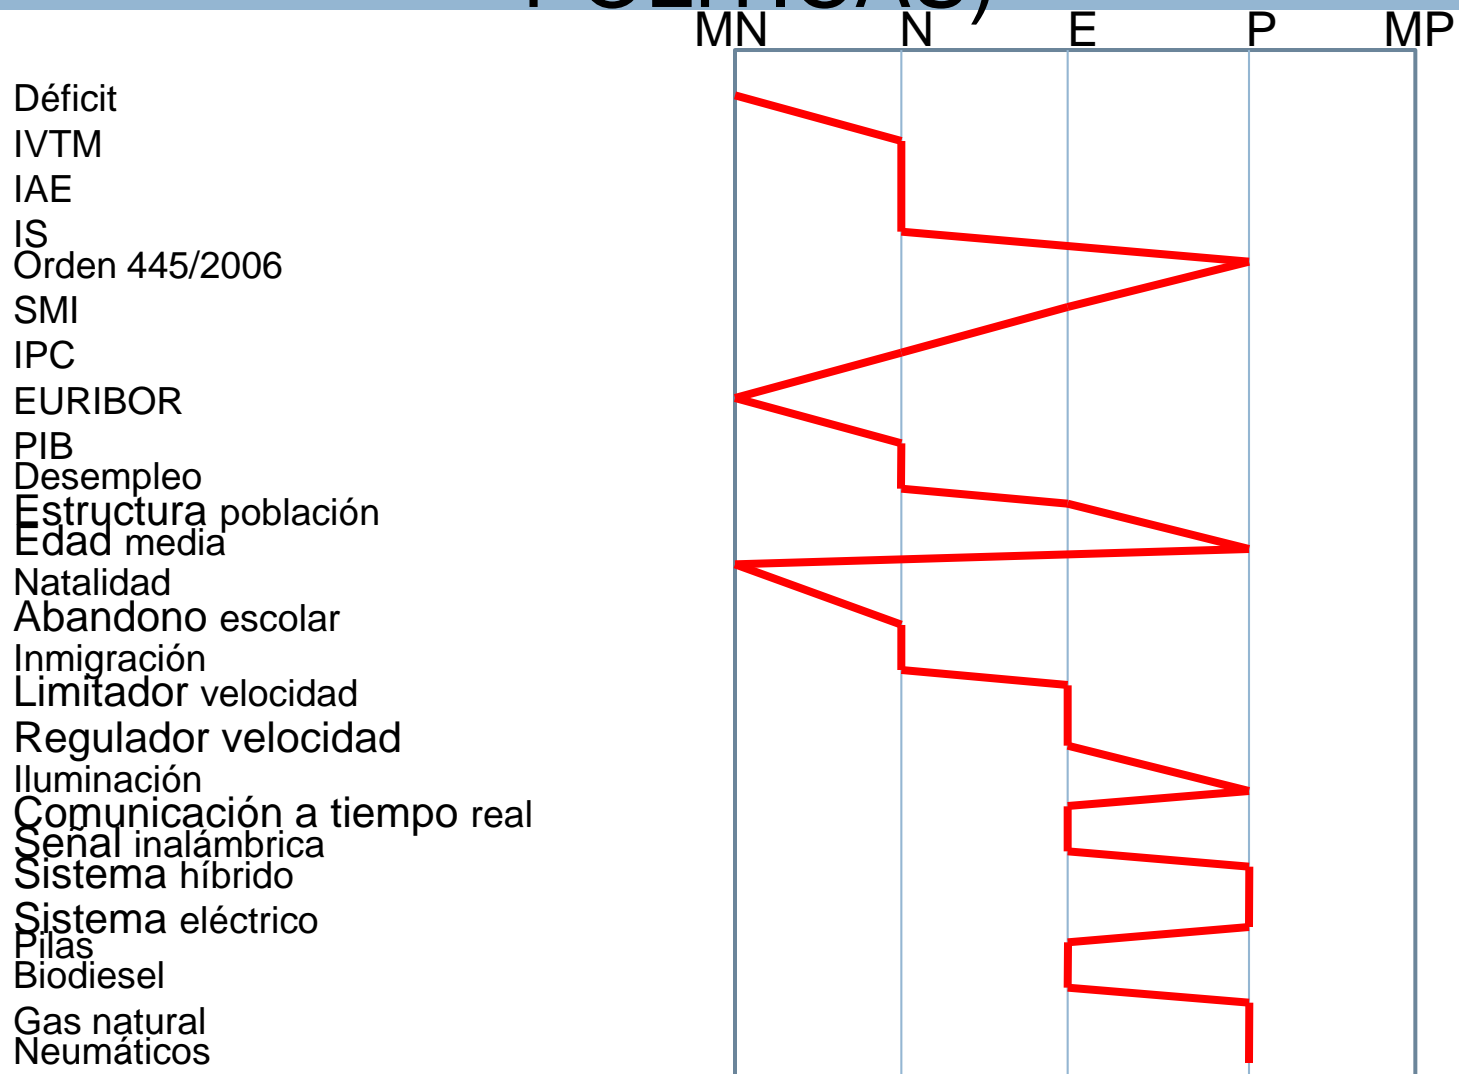 MN N E P MP
Déficit
IVTM
IAE
IS
Orden 445/2006
SMI
IPC
EURIBOR
PIB
Desempleo
Estructura población
Edad media
Natalidad
Abandono escolar
Inmigración
Limitador velocidad
Regulador velocidad
Iluminación
Comunicación a tiempo real
Señal inalámbrica
Sistema híbrido
Sistema eléctrico
Pilas
Biodiesel
Gas natural
Neumáticos